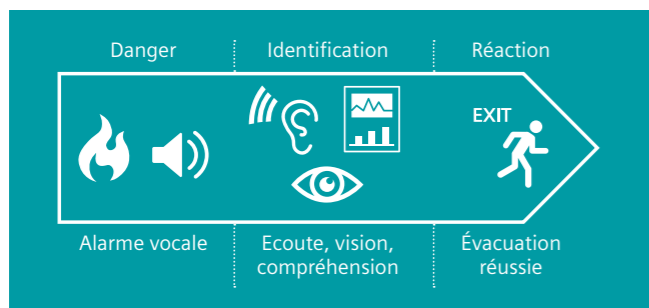 Danger
Identification
Réaction
EXIT
Alarme vocale
Ecoute, vision,
compréhension
Évacuation
réussie